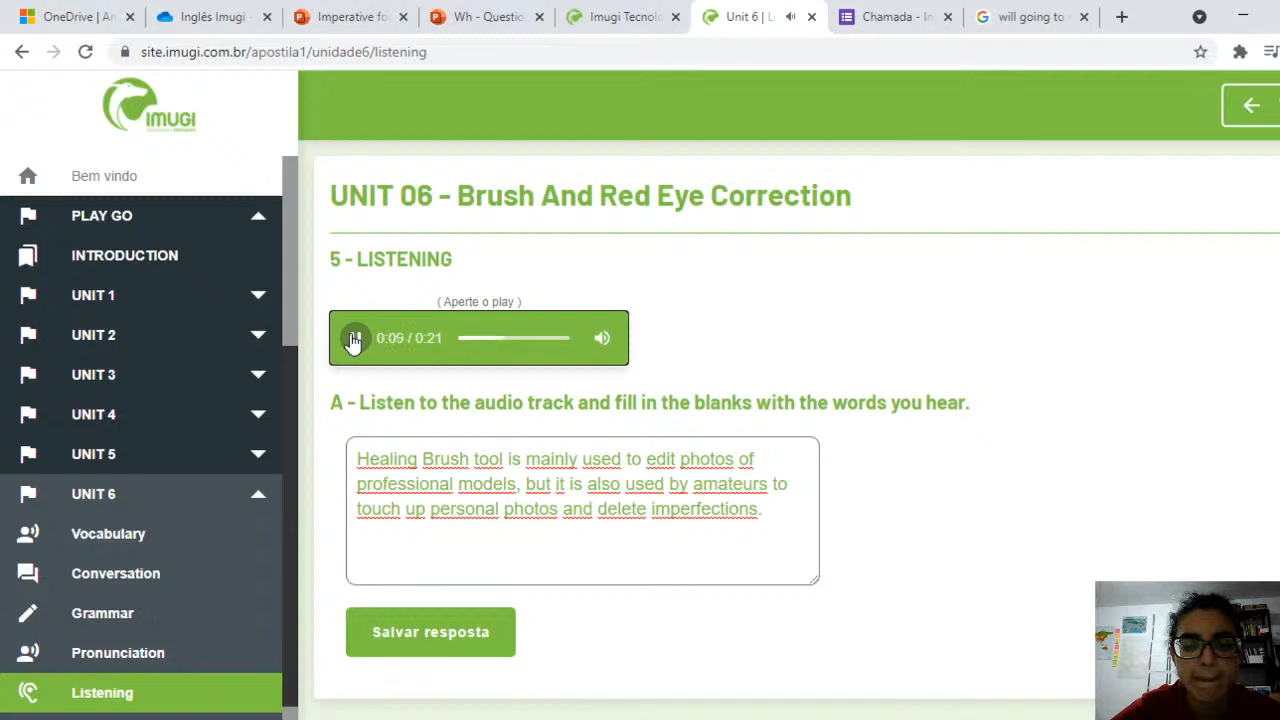 OneDrive | An
Inglês Imugi -
Imperative fo
Wh - Questio
Imugi Tecnolo
Unit 6 | L
Chamada - In
will going to
site.imugi.com.br/apostila1/unidade6/listening
IMUGI
Bem vindo
PLAY GO
INTRODUCTION
UNIT 1
UNIT 2
UNIT 3
UNIT 4
UNIT 5
UNIT 6
Vocabulary
Conversation
Grammar
Pronunciation
Listening
UNIT 06 - Brush And Red Eye Correction
5 - LISTENING
( Aperte o play )
0:09 / 0:21
A - Listen to the audio track and fill in the blanks with the words you hear.
Healing Brush tool is mainly used to edit photos of
professional models, but it is also used by amateurs to
touch up personal photos and delete imperfections.
Salvar resposta